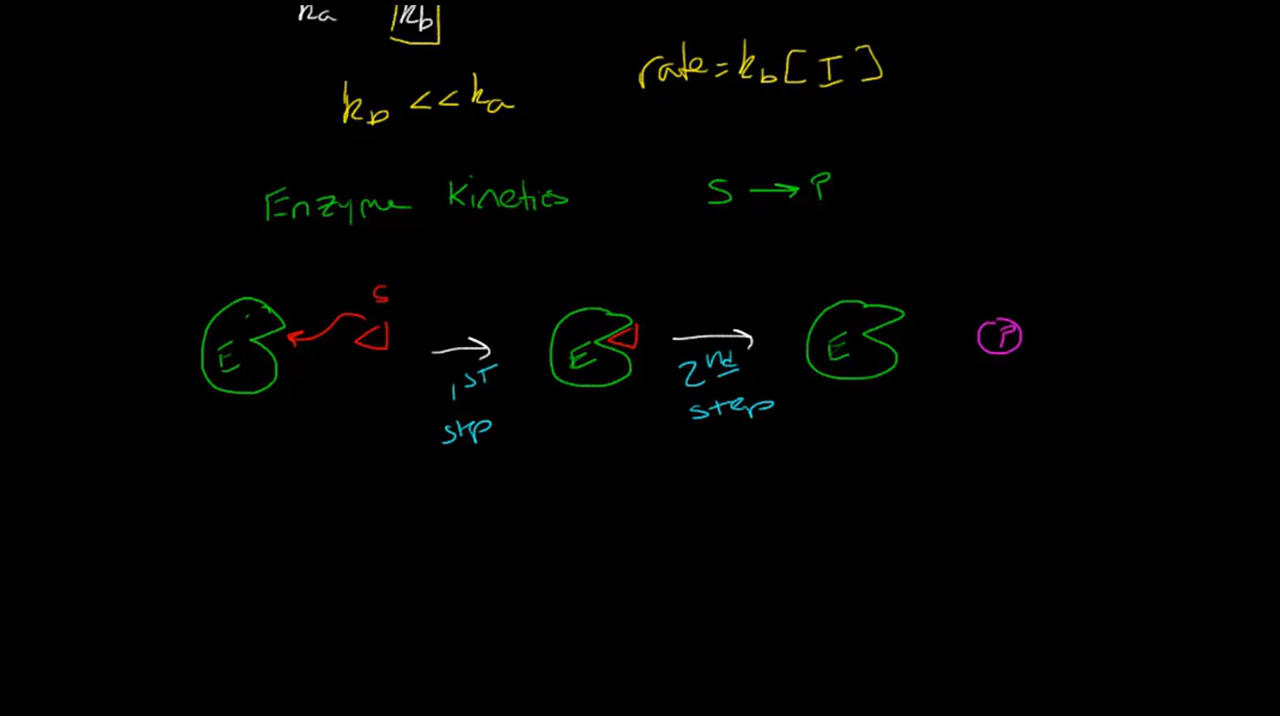 ka kb
rate = kb [ I ]
kb << ka
Enzyme Kinetics S → P
S
E E E P
1ST 2nd
step step